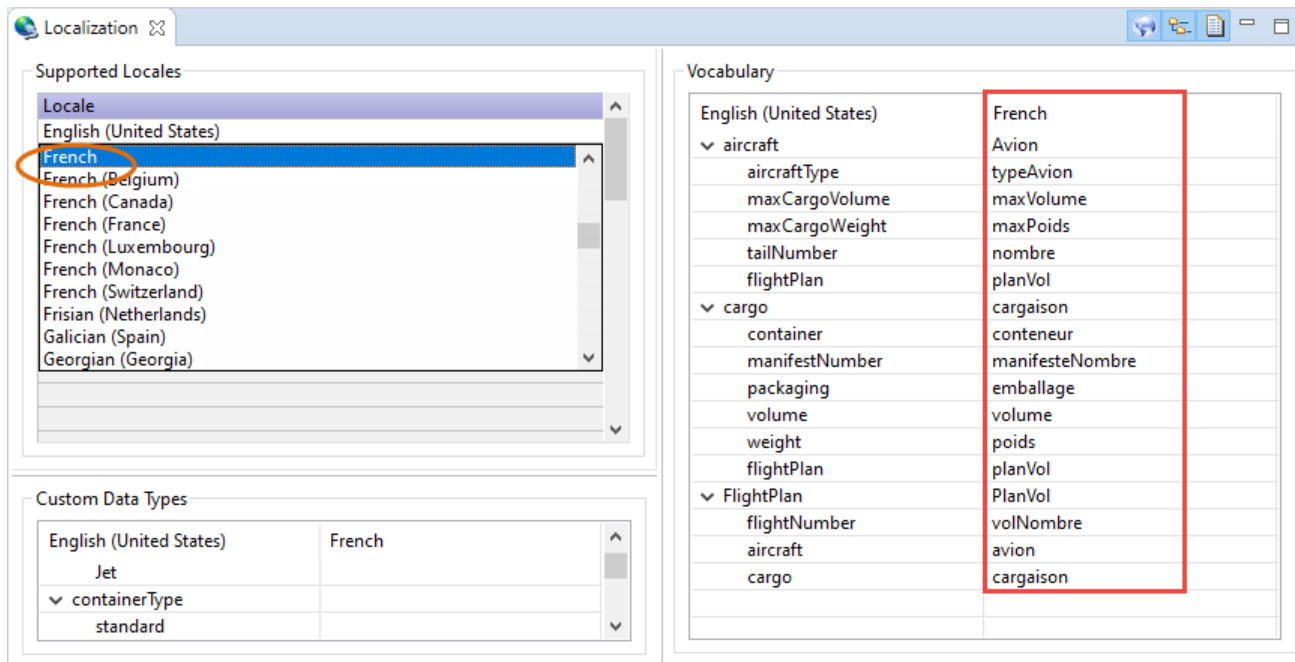 Localization
Supported Locales
Locale
English (United States)
French
French (Belgium)
French (Canada)
French (France)
French (Luxembourg)
French (Monaco)
French (Switzerland)
Frisian (Netherlands)
Galician (Spain)
Georgian (Georgia)
Custom Data Types
English (United States) French
Jet
containerType
standard
Vocabulary
English (United States) French
aircraft Avion
aircraftType typeAvion
maxCargoVolume maxVolume
maxCargoWeight maxPoids
tailNumber nombre
flightPlan planVol
cargo cargaison
container conteneur
manifestNumber manifesteNombre
packaging emballage
volume volume
weight poids
flightPlan planVol
FlightPlan PlanVol
flightNumber volNombre
aircraft avion
cargo cargaison